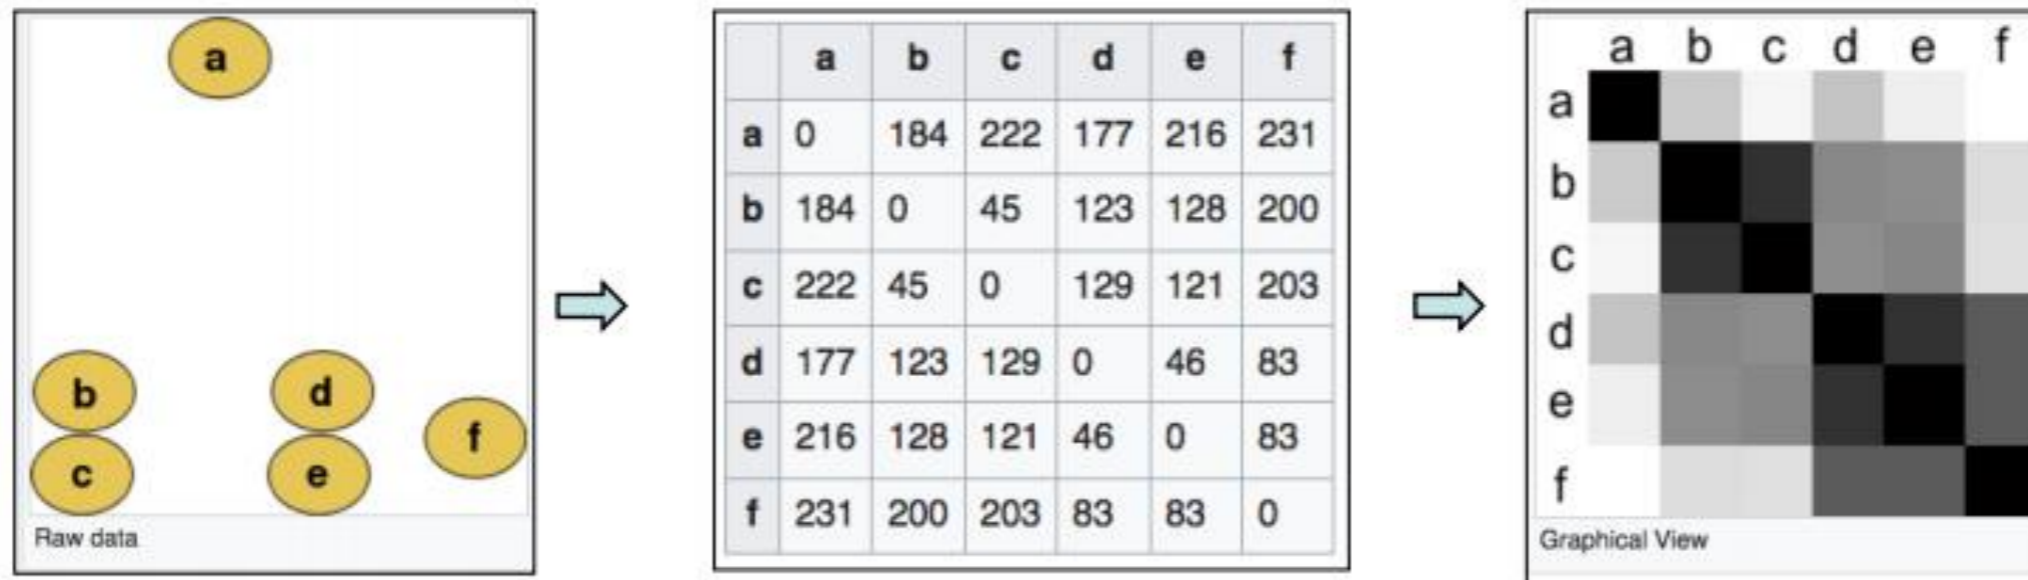 a
b
d
f
c
e
Raw data
a b c d e f
a 0 184 222 177 216 231
b 184 0 45 123 128 200
c 222 45 0 129 121 203
d 177 123 129 0 46 83
e 216 128 121 46 0 83
f 231 200 203 83 83 0
a b c d e f
a
b
c
d
e
f
Graphical View